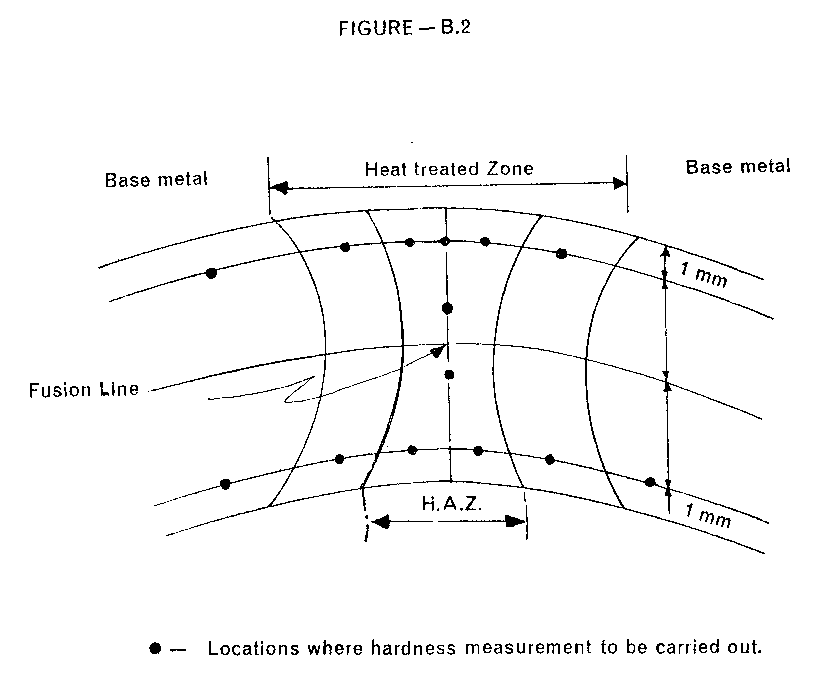 FIGURE — B.2
Base metal
Heat treated Zone
Base metal
1 mm
Fusion Line
H.A.Z.
1 mm
● — Locations where hardness measurement to be carried out.